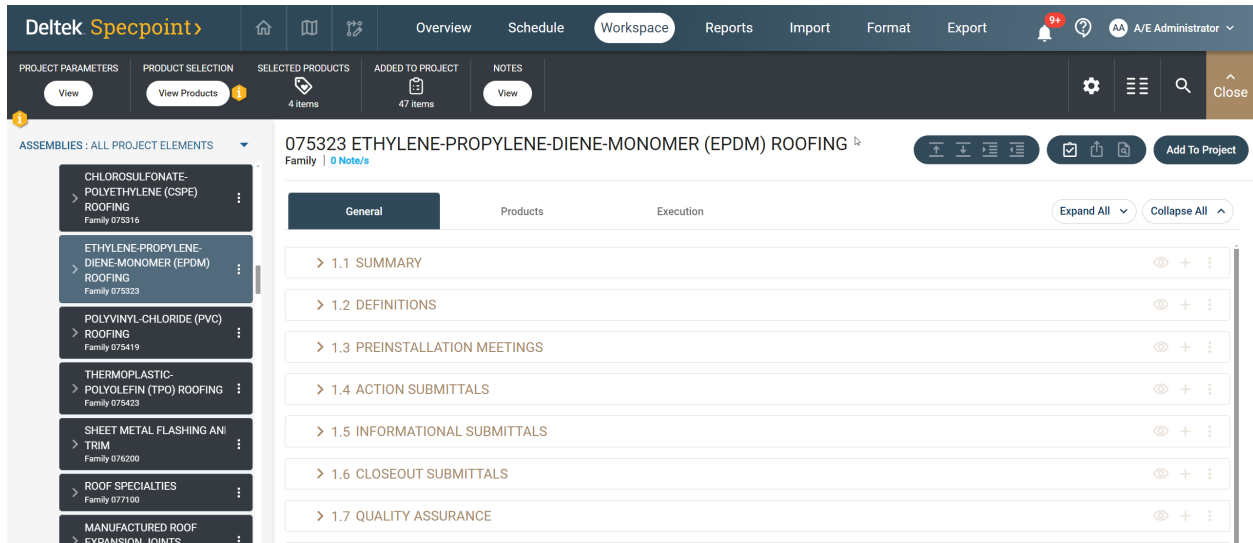 Deltek. Specpoint>
Overview Schedule Workspace Reports Import Format Export 9+ AA A/E Administrator
PROJECT PARAMETERS PRODUCT SELECTION SELECTED PRODUCTS ADDED TO PROJECT NOTES
View View Products 4 items 47 items View Close
ASSEMBLIES : ALL PROJECT ELEMENTS
CHLOROSULFONATE-
POLYETHYLENE (CSPE)
ROOFING
Family 075316
ETHYLENE-PROPYLENE-
DIENE-MONOMER (EPDM)
ROOFING
Family 075323
POLYVINYL-CHLORIDE (PVC)
ROOFING
Family 075419
THERMOPLASTIC-
POLYOLEFIN (TPO) ROOFING
Family 075423
SHEET METAL FLASHING AN
TRIM
Family 076200
ROOF SPECIALTIES
Family 077100
MANUFACTURED ROOF
EXPANSION JOINTS
075323 ETHYLENE-PROPYLENE-DIENE-MONOMER (EPDM) ROOFING
Family | 0 Note/s
Add To Project
General Products Execution Expand All Collapse All
1.1 SUMMARY
1.2 DEFINITIONS
1.3 PREINSTALLATION MEETINGS
1.4 ACTION SUBMITTALS
1.5 INFORMATIONAL SUBMITTALS
1.6 CLOSEOUT SUBMITTALS
1.7 QUALITY ASSURANCE